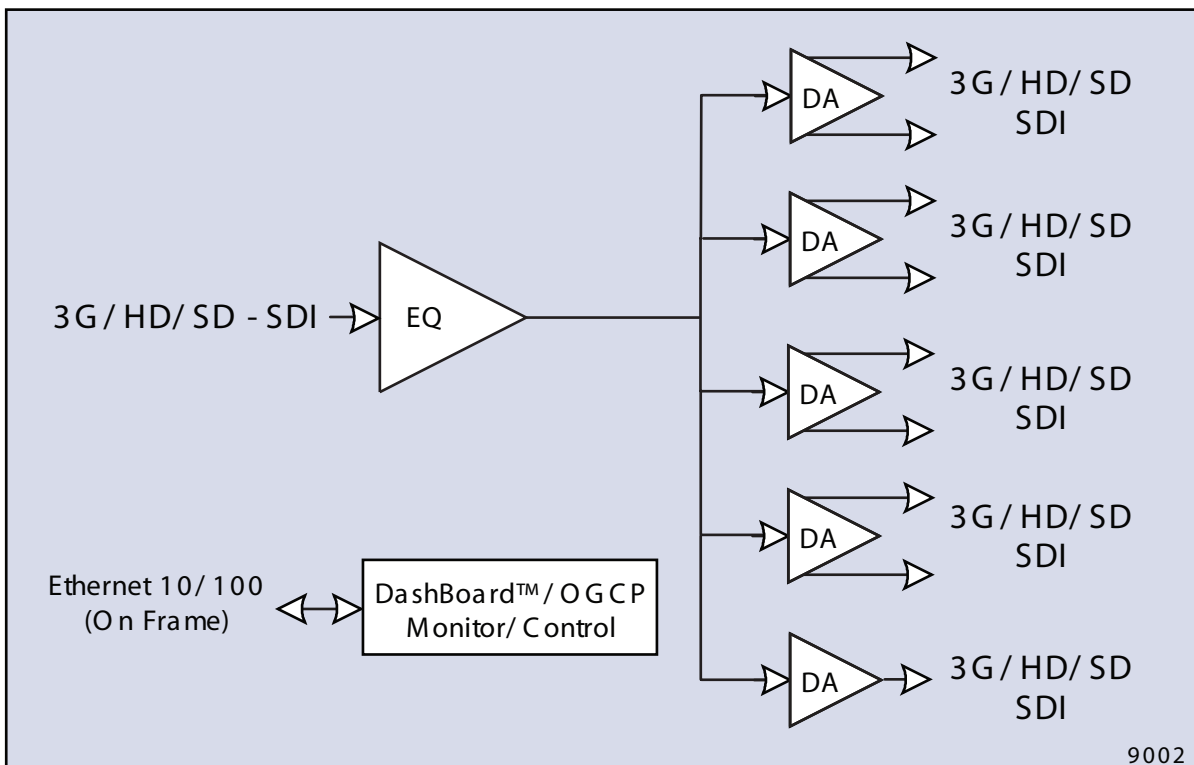 DA
3G/HD/SD
SDI
DA
3G/HD/SD
SDI
3G/HD/SD - SDI
EQ
DA
3G/HD/SD
SDI
DA
3G/HD/SD
SDI
Ethernet 10/100
(On Frame)
DashBoard™/OGCP
Monitor/Control
DA
3G/HD/SD
SDI
9002